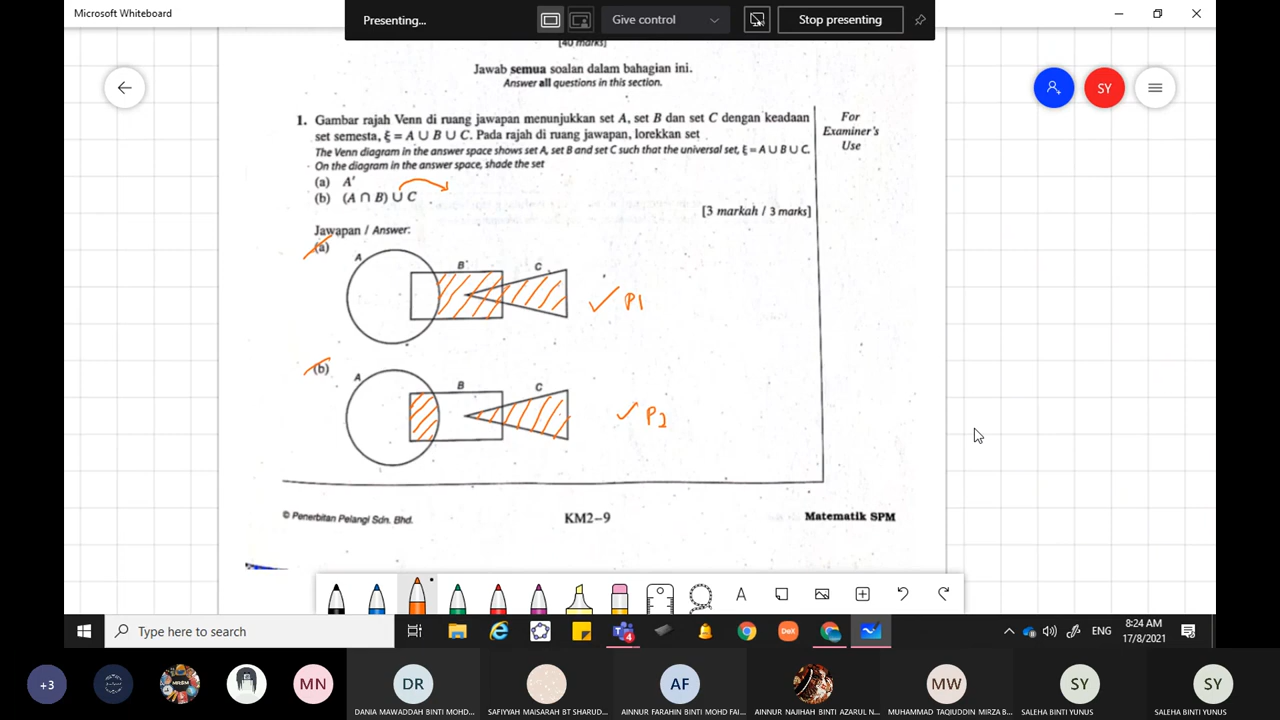 Microsoft Whiteboard
Presenting...
Give control
Stop presenting
[40 marks]
Jawab semua soalan dalam bahagian ini.
Answer all questions in this section.
1. Gambar rajah Venn di ruang jawapan menunjukkan set A, set B dan set C dengan keadaan
set semesta, ξ = A ∪ B ∪ C. Pada rajah di ruang jawapan, lorekkan set
The Venn diagram in the answer space shows set A, set B and set C such that the universal set, ξ = A ∪ B ∪ C.
On the diagram in the answer space, shade the set
(a) A'
(b) (A ∩ B) ∪ C
[3 markah / 3 marks]
For
Examiner's
Use
SY
Jawapan / Answer:
(a)
A
B
C
✓ P1
(b)
A
B
C
✓ P2
© Penerbitan Pelangi Sdn. Bhd.
KM2–9
Matematik SPM
A
Type here to search
4
DeX
ENG
8:24 AM
17/8/2021
+3
MN
DR
AF
MW
SY
SY
DANIA MAWADDAH BINTI MOHD...
SAFIYYAH MAISARAH BT SHARUD...
AINNUR FARAHIN BINTI MOHD FAI...
AINNUR NAJIHAH BINTI AZARUL N...
MUHAMMAD TAQIUDDIN MIRZA B...
SALEHA BINTI YUNUS
SALEHA BINTI YUNUS